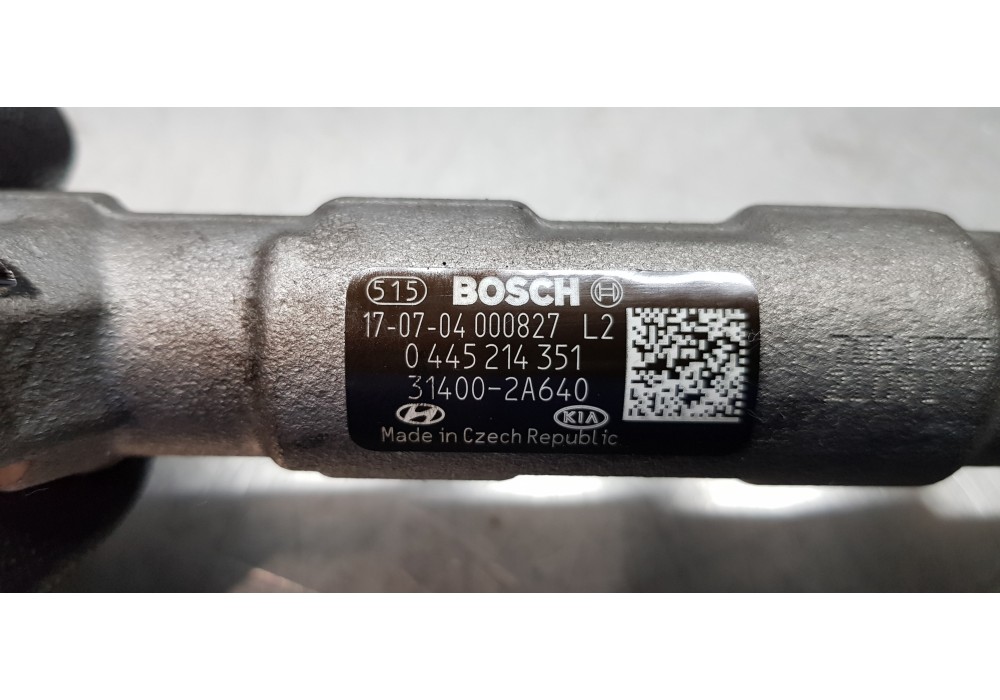 515 BOSCH
17-07-04 000827 L2
0 445 214 351
31400-2A640
KIA
Made in Czech Republic